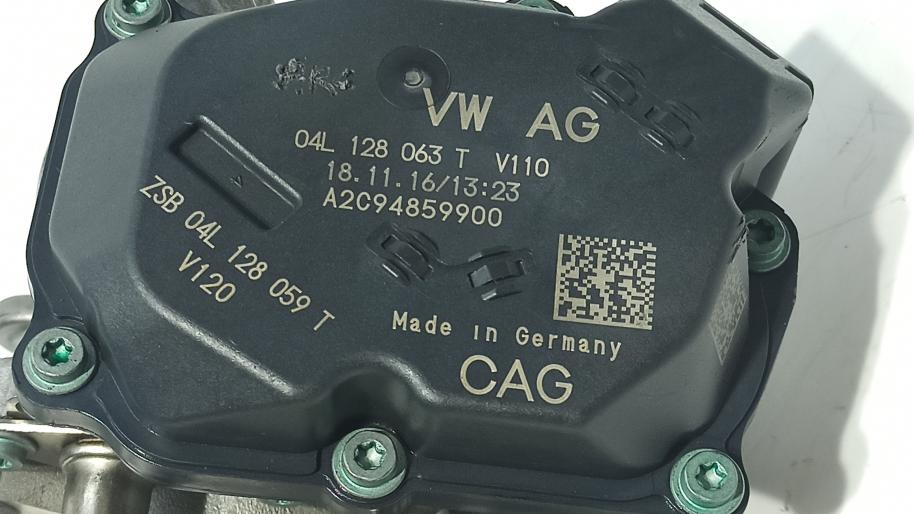 VW AG
04L 128 063 T V110
18.11.16/13:23
A2C94859900
ZSB 04L 128 059 T
V120
Made in Germany
CAG